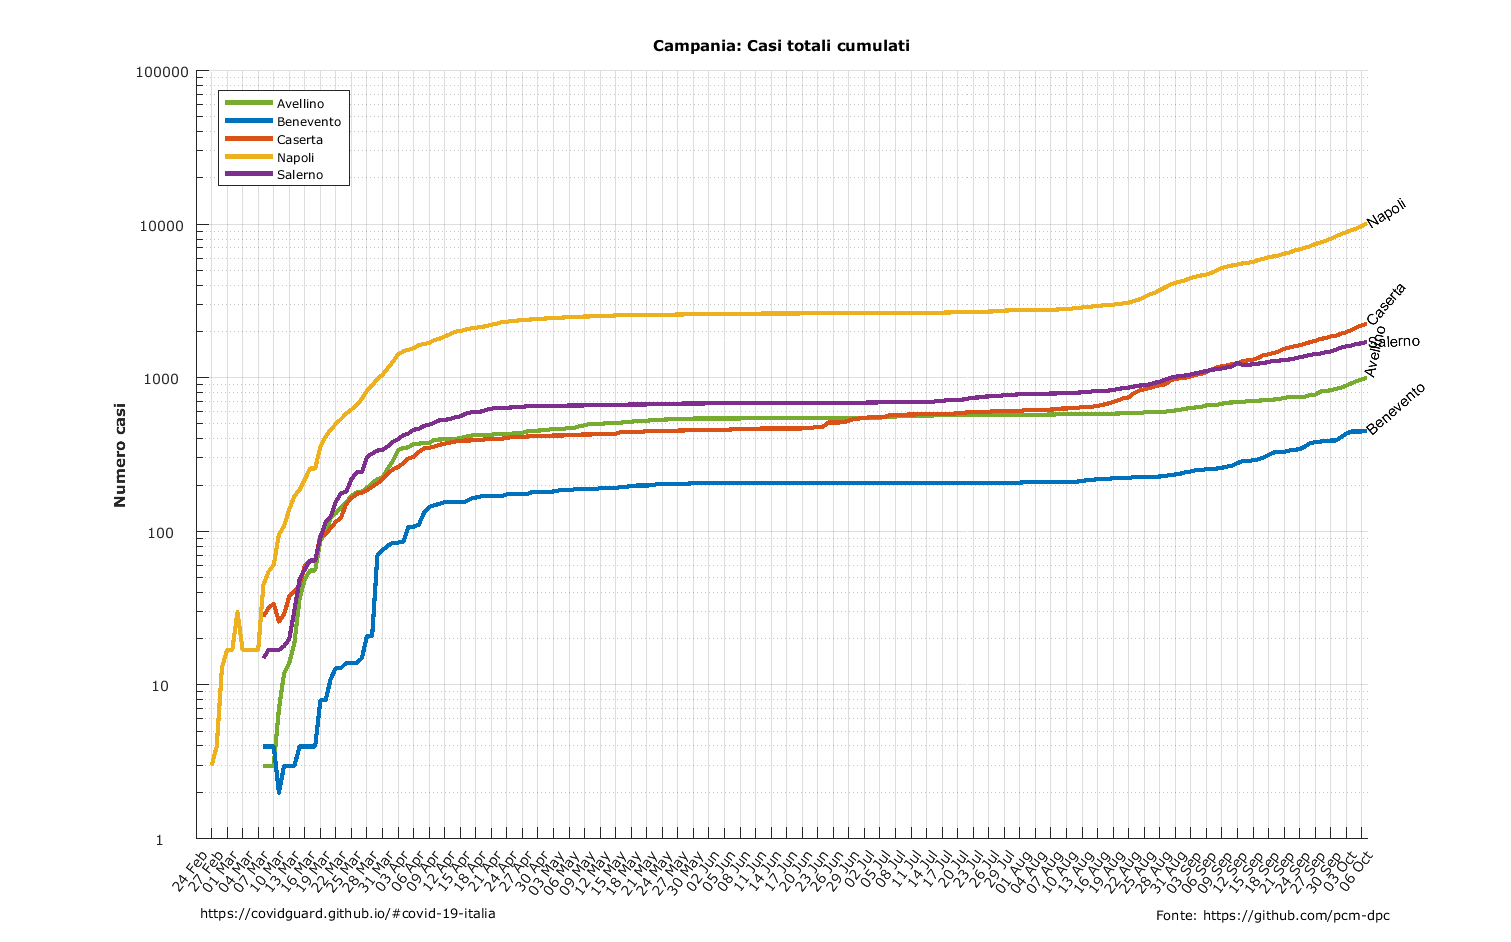 Campania: Casi totali cumulati
100000
10000
1000
100
10
1
Numero casi
Avellino
Benevento
Caserta
Napoli
Salerno
Napoli
Caserta
Salerno
Avellino
Benevento
24 Feb
27 Feb
01 Mar
04 Mar
07 Mar
10 Mar
13 Mar
16 Mar
19 Mar
22 Mar
25 Mar
28 Mar
31 Mar
03 Apr
06 Apr
09 Apr
12 Apr
15 Apr
18 Apr
21 Apr
24 Apr
27 Apr
30 Apr
03 May
06 May
09 May
12 May
15 May
18 May
21 May
24 May
27 May
30 May
02 Jun
05 Jun
08 Jun
11 Jun
14 Jun
17 Jun
20 Jun
23 Jun
26 Jun
29 Jun
02 Jul
05 Jul
08 Jul
11 Jul
14 Jul
17 Jul
20 Jul
23 Jul
26 Jul
29 Jul
01 Aug
04 Aug
07 Aug
10 Aug
13 Aug
16 Aug
19 Aug
22 Aug
25 Aug
28 Aug
31 Aug
03 Sep
06 Sep
09 Sep
12 Sep
15 Sep
18 Sep
21 Sep
24 Sep
27 Sep
30 Sep
03 Oct
06 Oct
https://covidguard.github.io/#covid-19-italia
Fonte: https://github.com/pcm-dpc